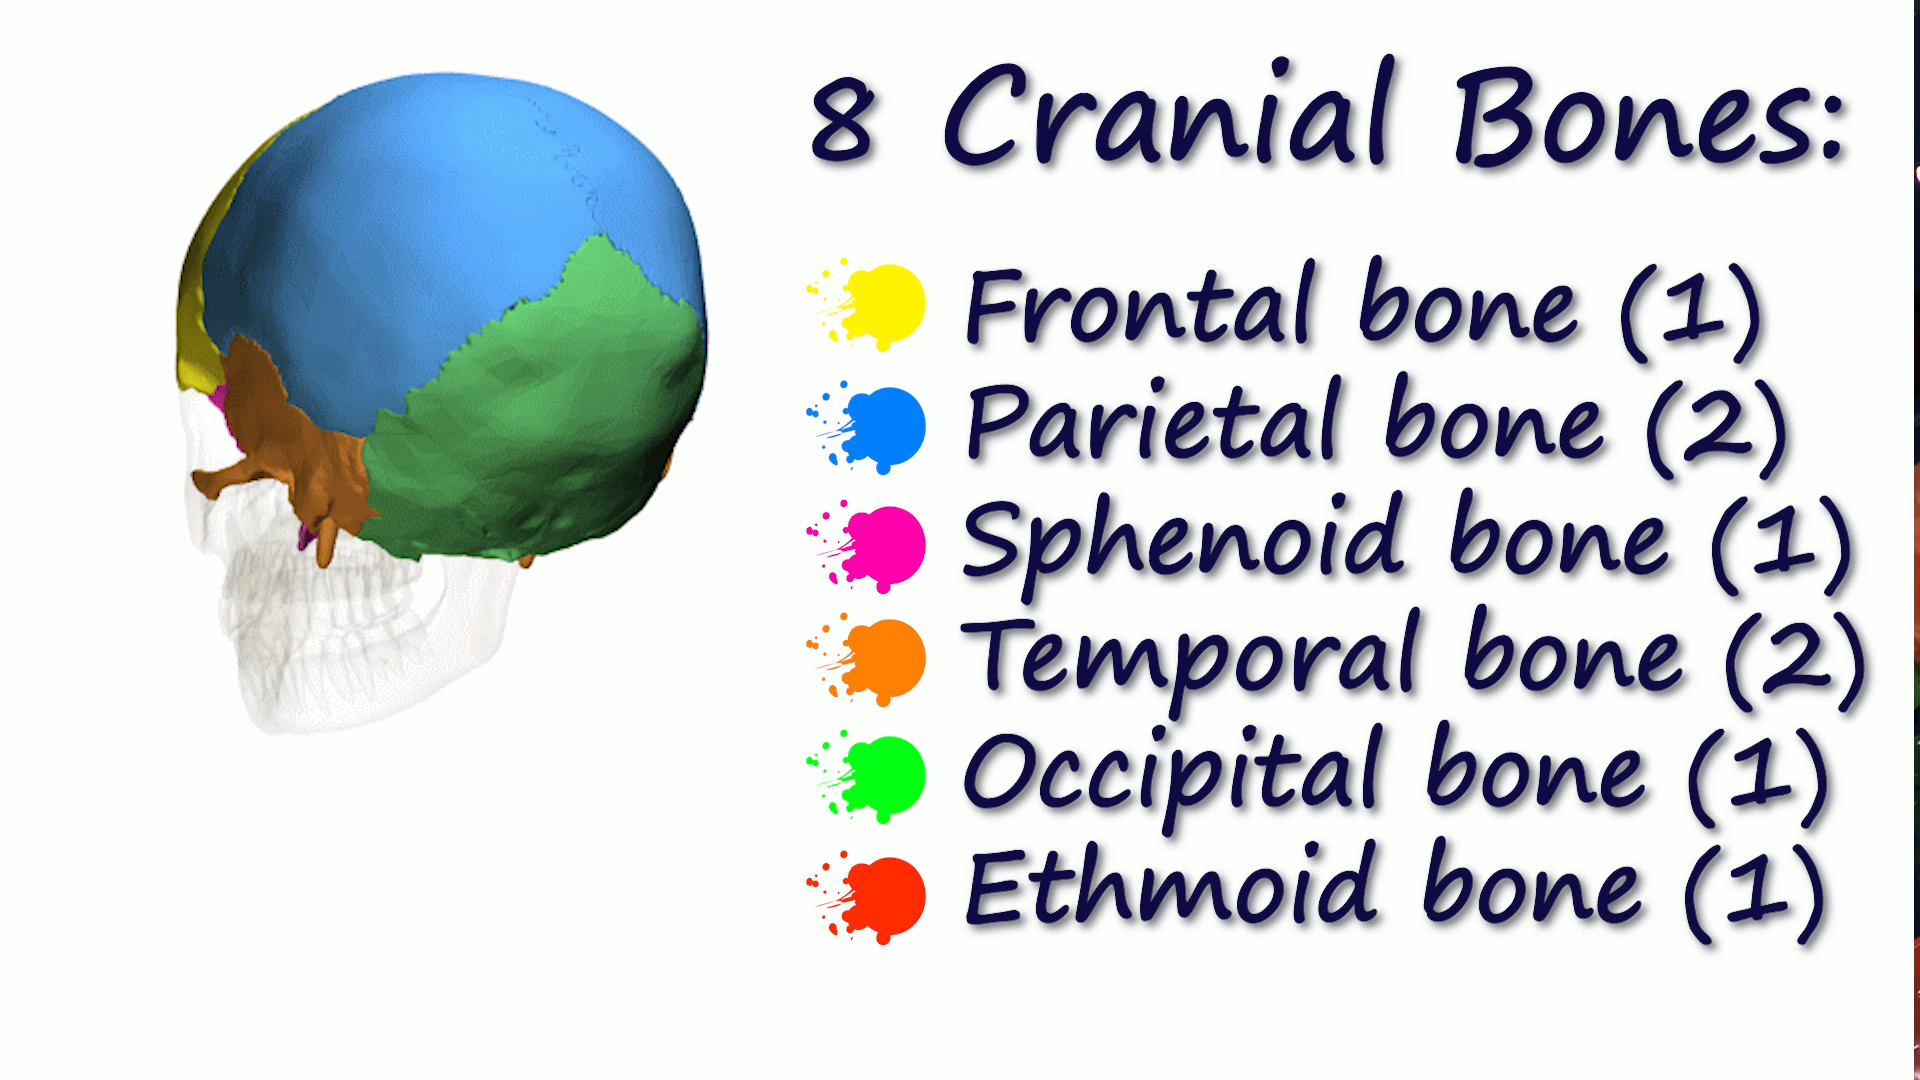 8 Cranial Bones:
Frontal bone (1)
Parietal bone (2)
Sphenoid bone (1)
Temporal bone (2)
Occipital bone (1)
Ethmoid bone (1)